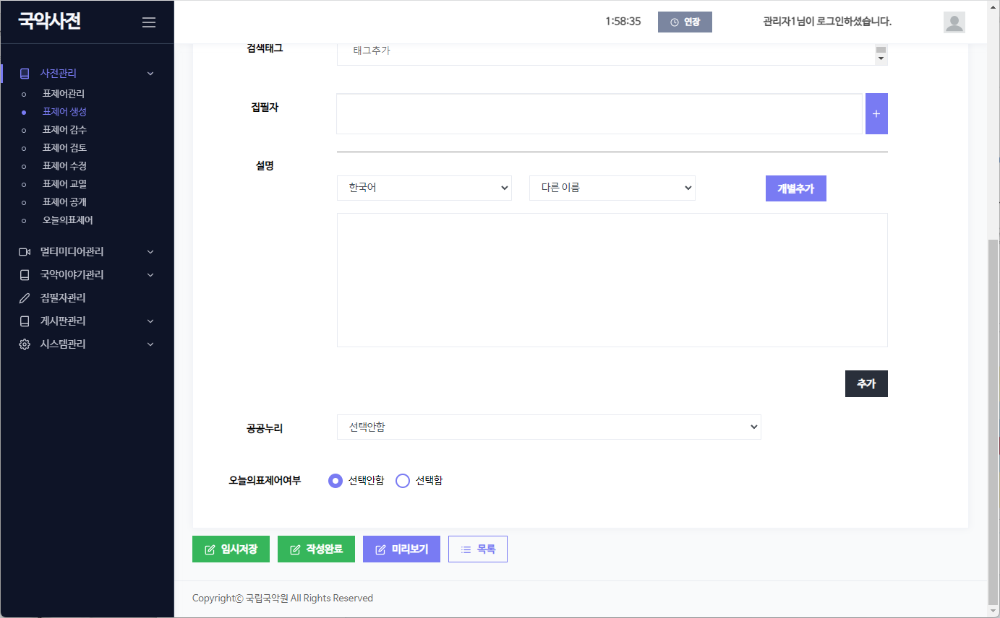 국악사전
1:58:35
연장
관리자1님이 로그인하셨습니다.
사전관리
표제어관리
표제어 생성
표제어 감수
표제어 검토
표제어 수정
표제어 교열
표제어 공개
오늘의표제어
멀티미디어관리
국악이야기관리
집필자관리
게시판관리
시스템관리
검색태그
태그추가
집필자
+
설명
한국어
다른 이름
개별추가
추가
공공누리
선택안함
오늘의표제어여부
선택안함
선택함
임시저장
작성완료
미리보기
목록
Copyrightⓒ 국립국악원 All Rights Reserved